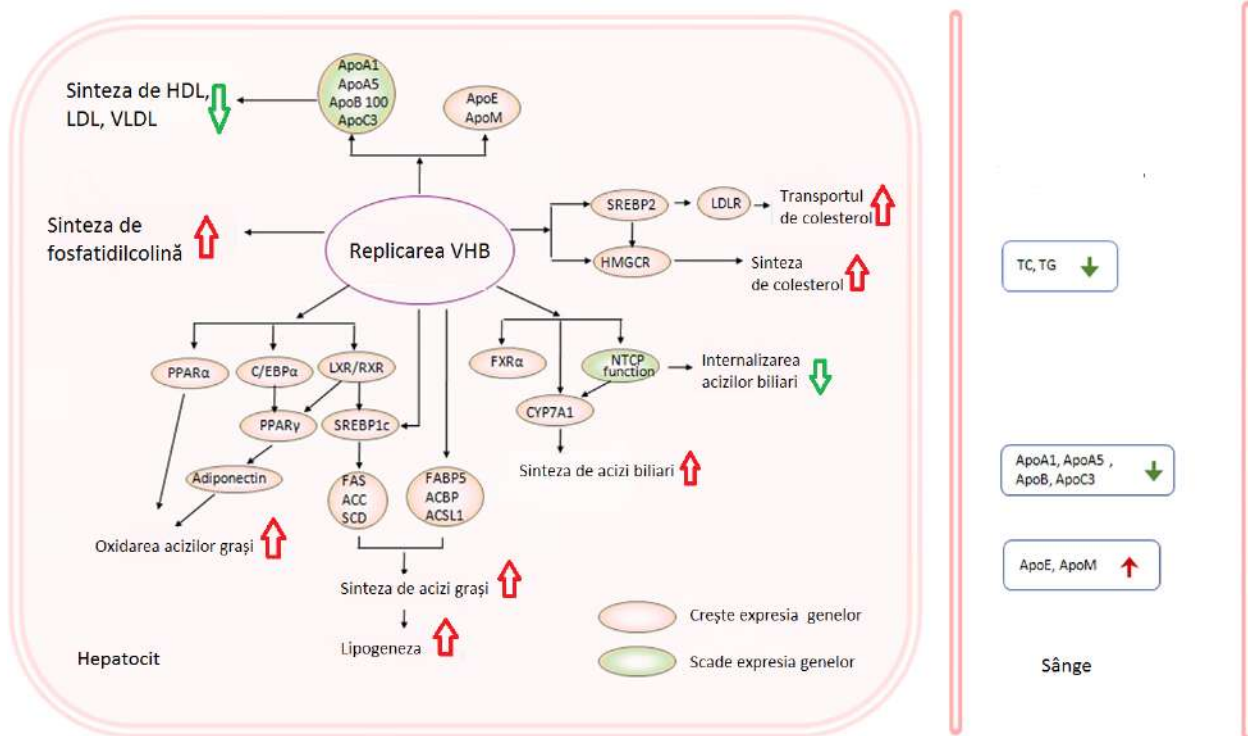 Sinteza de HDL,
LDL, VLDL
ApoA1
ApoA5
ApoB 100
ApoC3
ApoE
ApoM
Sinteza de
fosfatidilcolină
Replicarea VHB
SREBP2
LDLR
Transportul
de colesterol
HMGCR
Sinteza
de colesterol
PPARα
C/EBPα
LXR/RXR
FXRα
NTCP
function
Internalizarea
acizilor biliari
PPARγ
SREBP1c
CYP7A1
Sinteza de acizi biliari
Adiponectin
FAS
ACC
SCD
FABP5
ACBP
ACSL1
Oxidarea acizilor grași
Sinteza de acizi grași
Lipogeneza
Crește expresia genelor
Scade expresia genelor
Hepatocit
TC, TG
ApoA1, ApoA5 ,
ApoB, ApoC3
ApoE, ApoM
Sânge